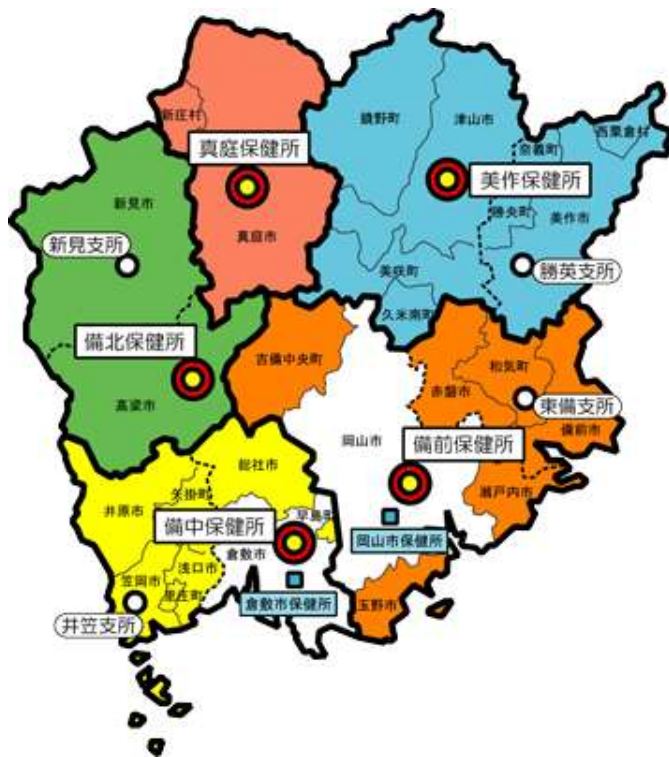 新庄村
鏡野町
津山市
西粟倉村
奈義町
真庭保健所
美作保健所
新見市
勝央町
美作市
真庭市
新見支所
美咲町
勝英支所
久米南町
備北保健所
吉備中央町
和気町
赤磐市
高梁市
東備支所
備前市
岡山市
備前保健所
総社市
矢掛町
井原市
瀬戸内市
早島町
備中保健所
岡山市保健所
倉敷市
浅口市
笠岡市
里庄町
倉敷市保健所
玉野市
井笠支所